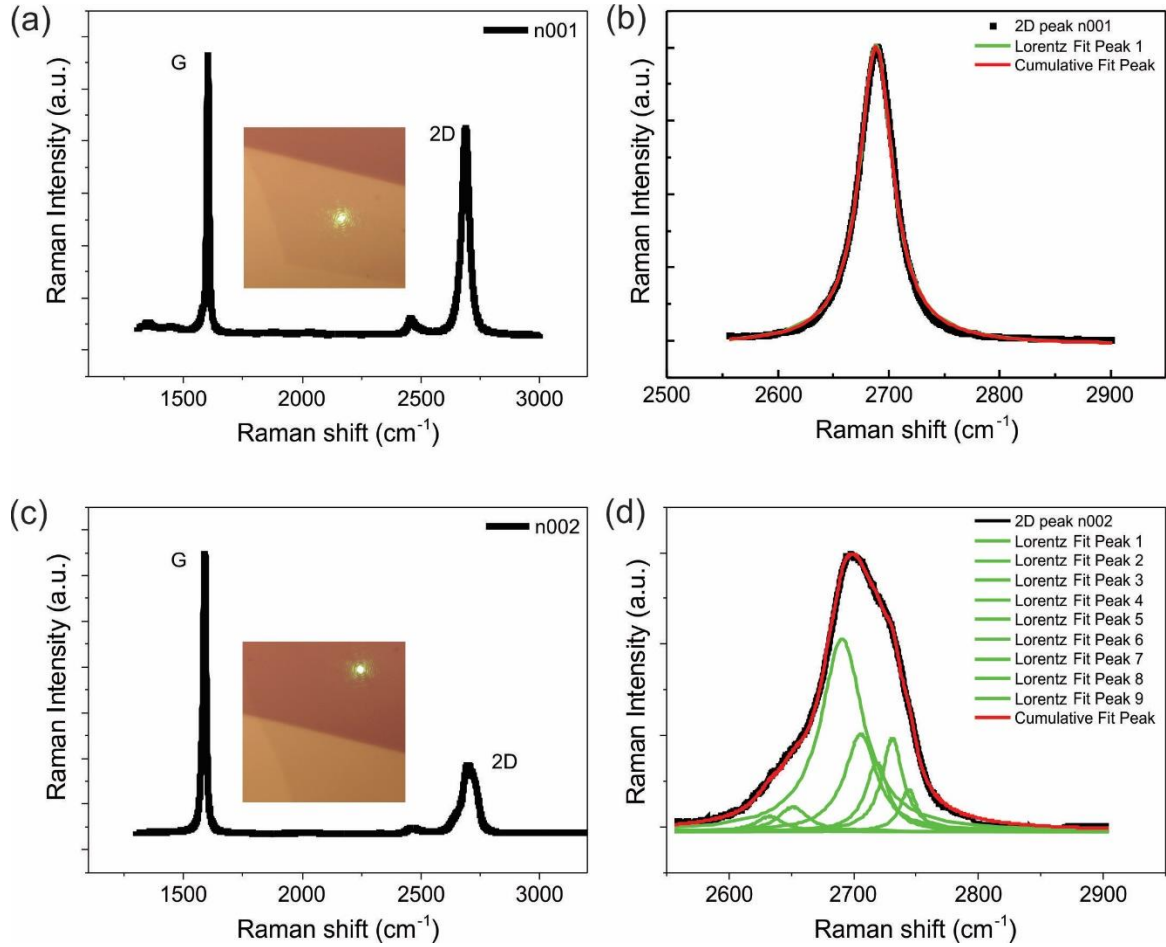 (a)
n001
G
2D
Raman Intensity (a.u.)
1500 2000 2500 3000
Raman shift (cm⁻¹)
(b)
2D peak n001
Lorentz Fit Peak 1
Cumulative Fit Peak
Raman Intensity (a.u.)
2500 2600 2700 2800 2900
Raman shift (cm⁻¹)
(c)
n002
G
2D
Raman Intensity (a.u.)
1500 2000 2500 3000
Raman shift (cm⁻¹)
(d)
2D peak n002
Lorentz Fit Peak 1
Lorentz Fit Peak 2
Lorentz Fit Peak 3
Lorentz Fit Peak 4
Lorentz Fit Peak 5
Lorentz Fit Peak 6
Lorentz Fit Peak 7
Lorentz Fit Peak 8
Lorentz Fit Peak 9
Cumulative Fit Peak
Raman Intensity (a.u.)
2600 2700 2800 2900
Raman shift (cm⁻¹)